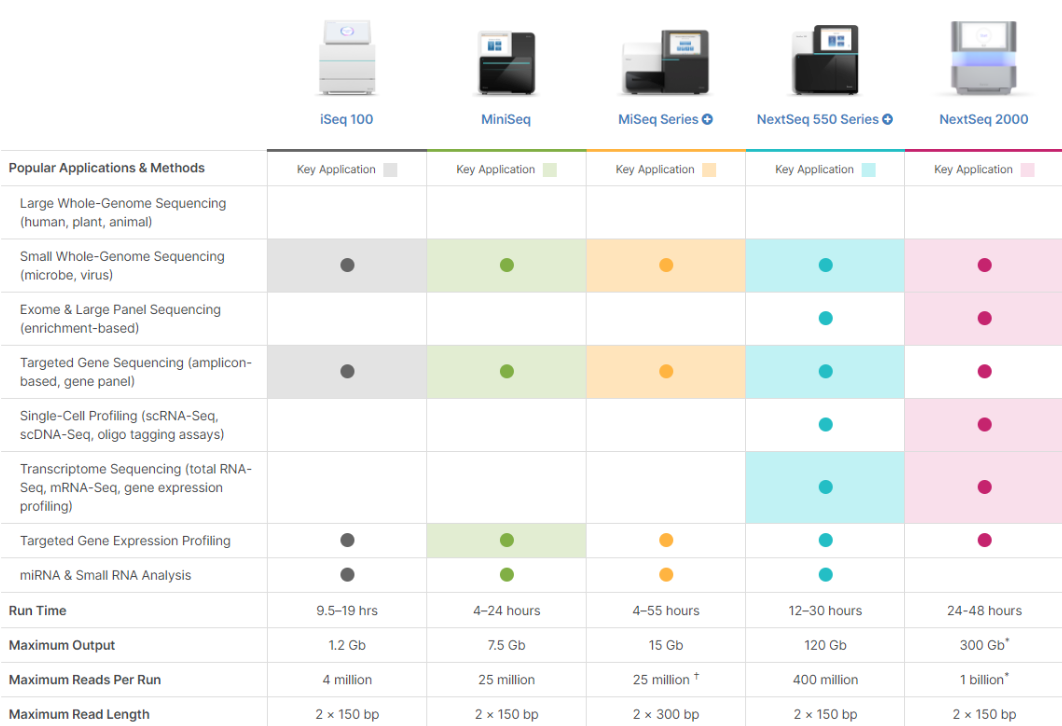 iSeq 100 MiniSeq MiSeq Series NextSeq 550 Series NextSeq 2000
Popular Applications & Methods Key Application Key Application Key Application Key Application Key Application
Large Whole-Genome Sequencing
(human, plant, animal)
Small Whole-Genome Sequencing
(microbe, virus)
Exome & Large Panel Sequencing
(enrichment-based)
Targeted Gene Sequencing (amplicon-
based, gene panel)
Single-Cell Profiling (scRNA-Seq,
scDNA-Seq, oligo tagging assays)
Transcriptome Sequencing (total RNA-
Seq, mRNA-Seq, gene expression
profiling)
Targeted Gene Expression Profiling
miRNA & Small RNA Analysis
Run Time 9.5–19 hrs 4–24 hours 4–55 hours 12–30 hours 24-48 hours
Maximum Output 1.2 Gb 7.5 Gb 15 Gb 120 Gb 300 Gb*
Maximum Reads Per Run 4 million 25 million 25 million † 400 million 1 billion*
Maximum Read Length 2 × 150 bp 2 × 150 bp 2 × 300 bp 2 × 150 bp 2 × 150 bp